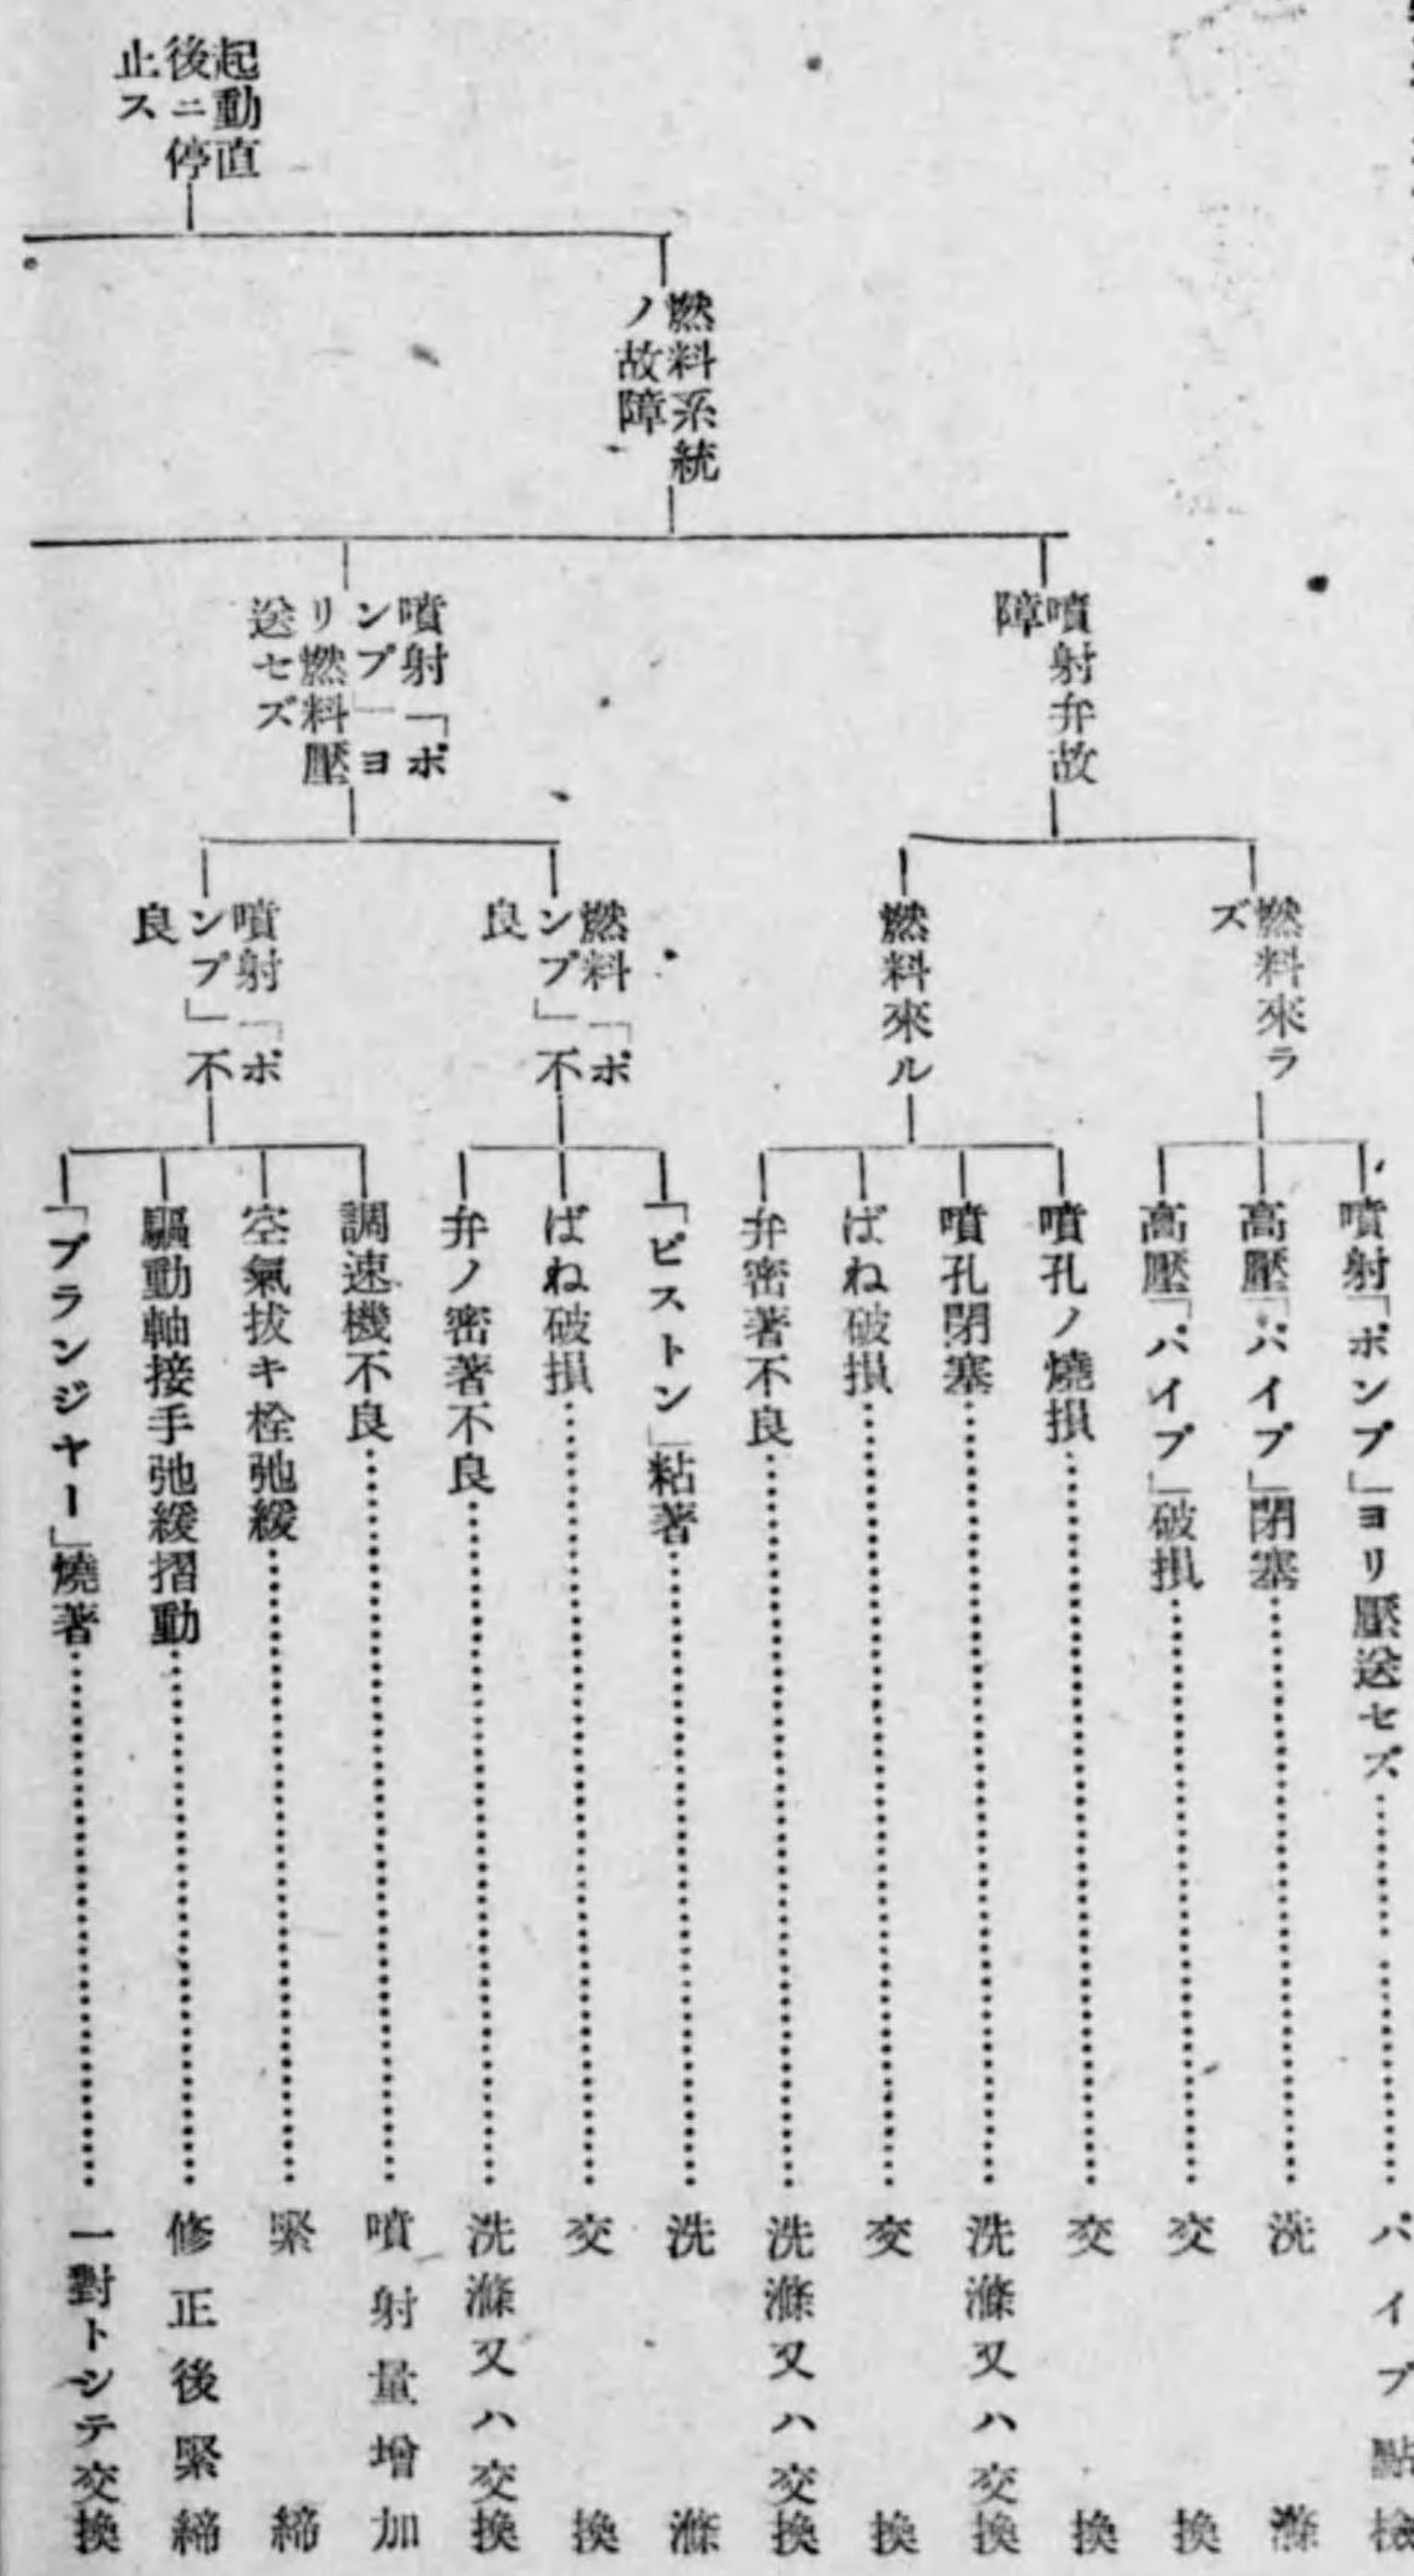 起動直
後ニ停
止ス
燃料系統
ノ故障
噴射弁故
障
燃料來ラ
ズ
噴射「ポンプ」ヨリ壓送セズ……パイプ點檢
高壓「パイプ」閉塞……洗滌
高壓「パイプ」破損……交換
燃料來ル
噴孔ノ燒損……交換
噴孔閉塞……洗滌又ハ交換
ばね破損……交換
弁密著不良……洗滌又ハ交換
噴射「ポ
ンプ」ヨ
リ燃料壓
送セズ
燃料「ポ
ンプ」不
良
「ピストン」粘著……洗滌
ばね破損……交換
弁ノ密著不良……洗滌又ハ交換
噴射「ポ
ンプ」不
良
調速機不良……噴射量增加
空氣拔キ栓弛緩……緊締
驅動軸接手弛緩摺動……修正後緊締
「プランジヤー」燒著……一對トシテ交換